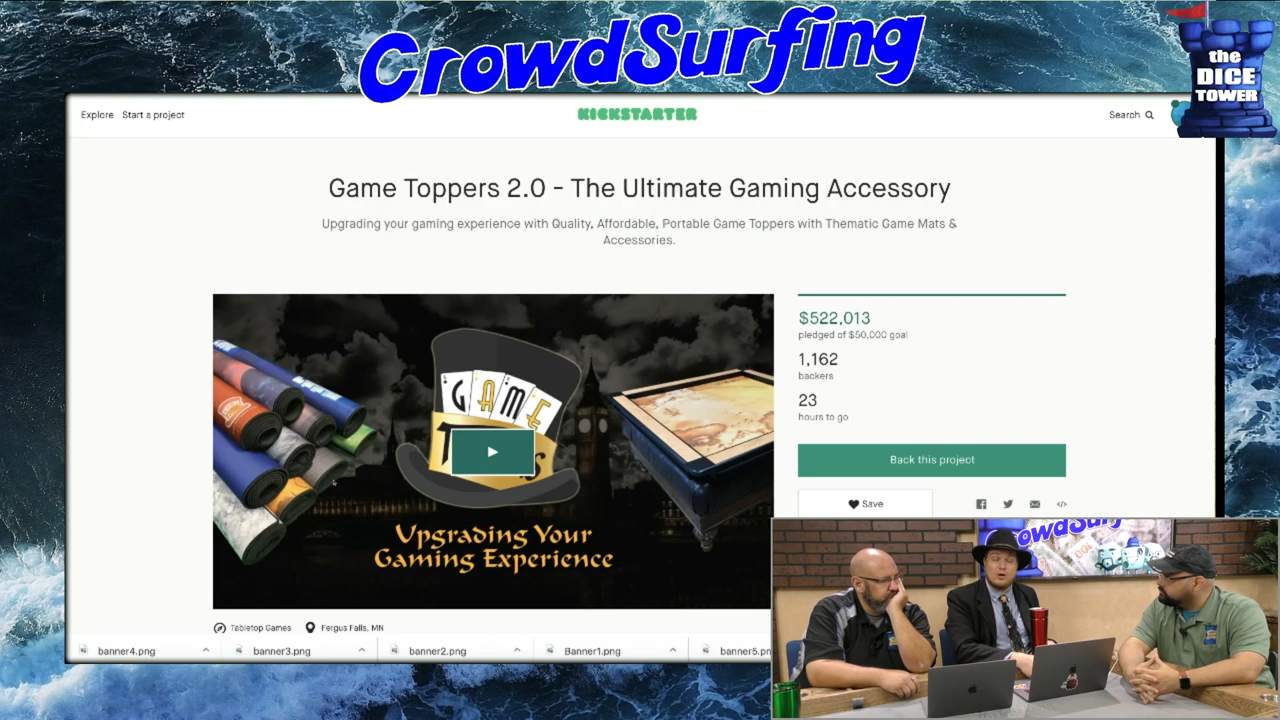 CrowdSurfing
the
DICE
TOWER
Explore Start a project
KICKSTARTER
Search
Game Toppers 2.0 - The Ultimate Gaming Accessory
Upgrading your gaming experience with Quality, Affordable, Portable Game Toppers with Thematic Game Mats &
Accessories.
GAME
Upgrading Your
Gaming Experience
$522,013
pledged of $50,000 goal
1,162
backers
23
hours to go
Back this project
Save
Tabletop Games
Fergus Falls, MN
banner4.png
banner3.png
banner2.png
Banner1.png
banner5.pn
owdSurf